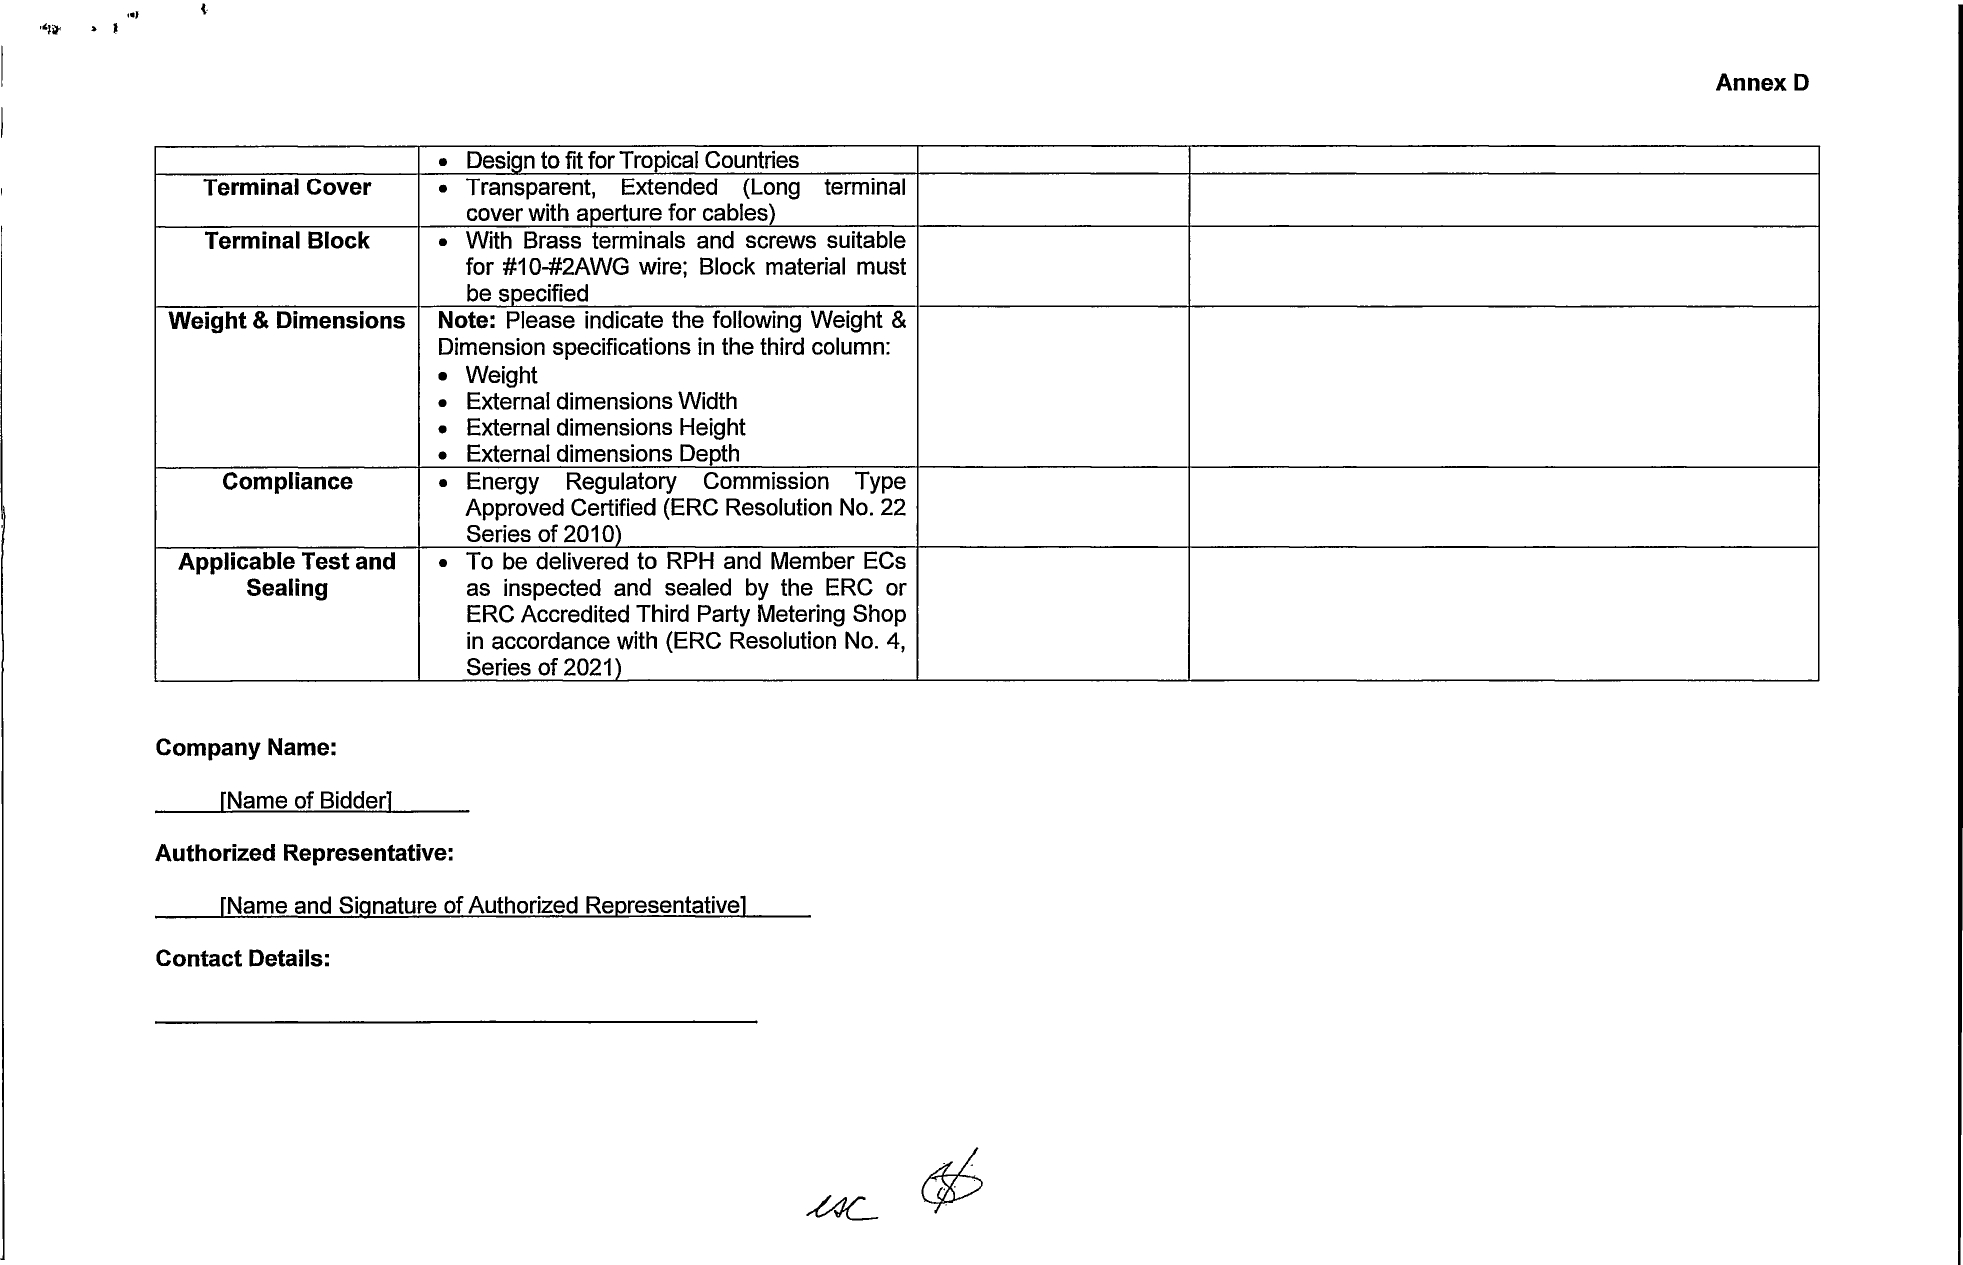 Annex D
• Design to fit for Tropical Countries
Terminal Cover
• Transparent, Extended (Long terminal
cover with aperture for cables)
Terminal Block
• With Brass terminals and screws suitable
for #10-#2AWG wire; Block material must
be specified
Weight & Dimensions
Note: Please indicate the following Weight &
Dimension specifications in the third column:
• Weight
• External dimensions Width
• External dimensions Height
• External dimensions Depth
Compliance
• Energy Regulatory Commission Type
Approved Certified (ERC Resolution No. 22
Series of 2010)
Applicable Test and
Sealing
• To be delivered to RPH and Member ECs
as inspected and sealed by the ERC or
ERC Accredited Third Party Metering Shop
in accordance with (ERC Resolution No. 4,
Series of 2021)
Company Name:
[Name of Bidder]
Authorized Representative:
[Name and Signature of Authorized Representative]
Contact Details: